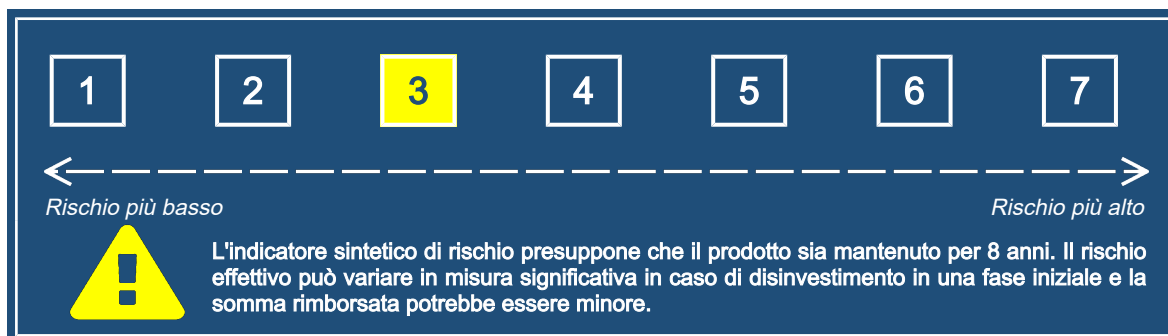 1 2 3 4 5 6 7
Rischio più basso Rischio più alto
L'indicatore sintetico di rischio presuppone che il prodotto sia mantenuto per 8 anni. Il rischio
effettivo può variare in misura significativa in caso di disinvestimento in una fase iniziale e la
somma rimborsata potrebbe essere minore.